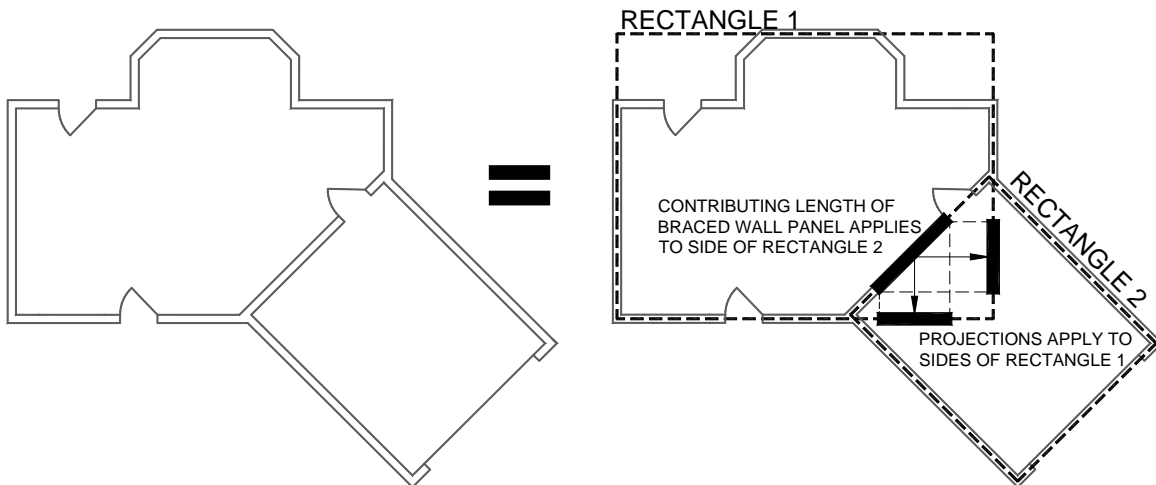 RECTANGLE 1
CONTRIBUTING LENGTH OF
BRACED WALL PANEL APPLIES
TO SIDE OF RECTANGLE 2
RECTANGLE 2
PROJECTIONS APPLY TO
SIDES OF RECTANGLE 1